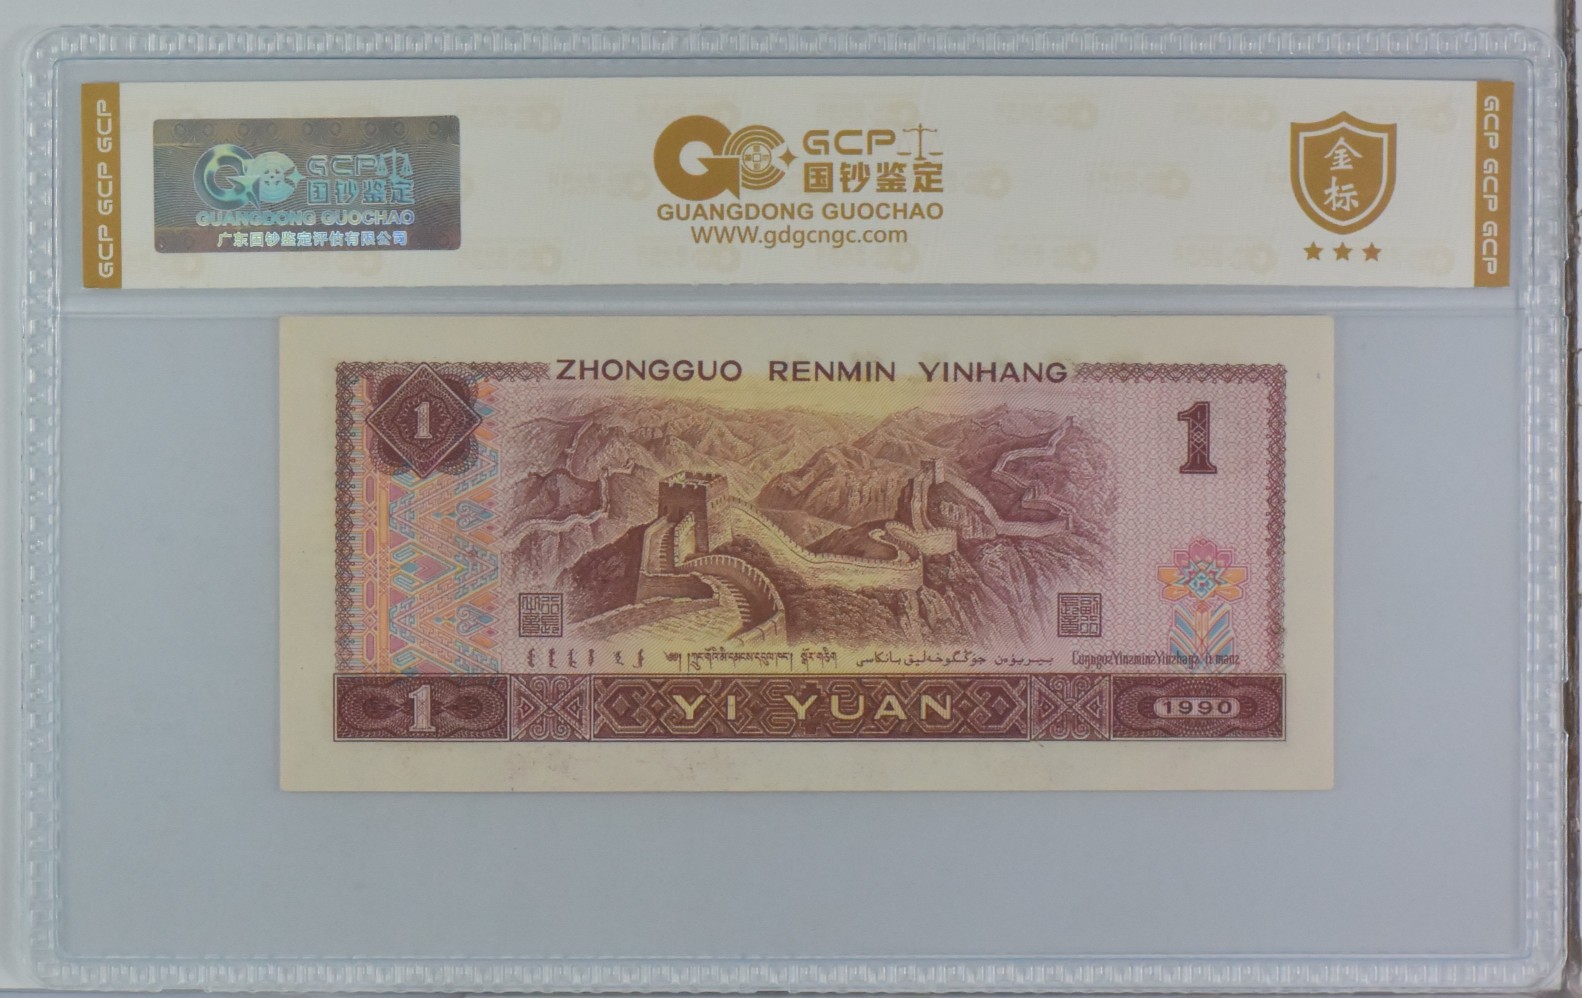 GCP GCP GCP
GCP
国钞鉴定
GUANGDONG GUOCHAO
广东国钞鉴定评估有限公司
GCP
国钞鉴定
GUANGDONG GUOCHAO
WWW.gdgcngc.com
金
标
GCP GCP GCP
ZHONGGUO RENMIN YINHANG
1
1
1 YI YUAN 1990